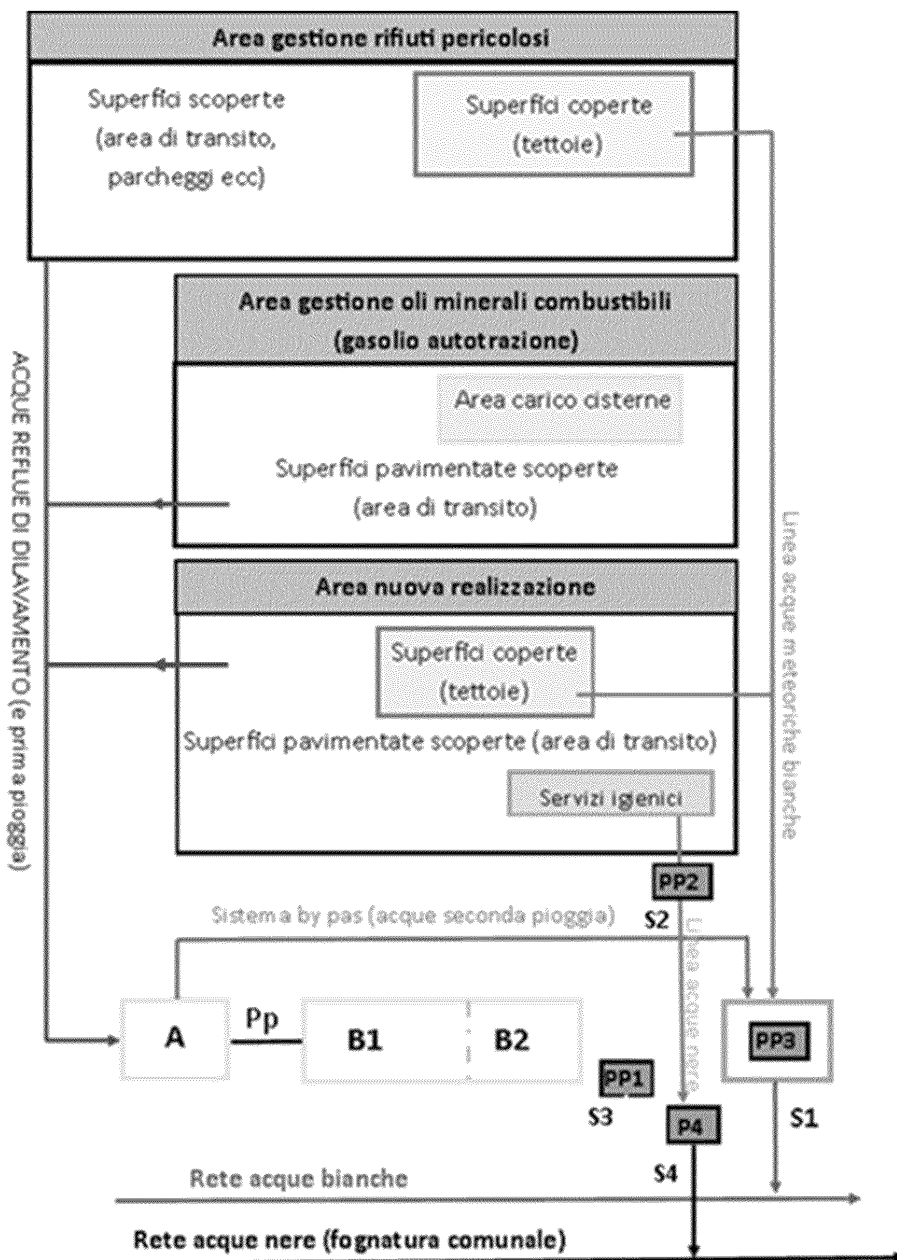 Area gestione rifiuti pericolosi
Superfici scoperte
(area di transito,
parcheggi ecc)
Superfici coperte
(tettoie)
Area gestione oli minerali combustibili
(gasolio autotrazione)
Area carico cisterne
Superfici pavimentate scoperte
(area di transito)
Area nuova realizzazione
Superfici coperte
(tettoie)
Superfici pavimentate scoperte (area di transito)
Servizi igienici
ACQUE REFLUE DI DILAVAMENTO (e prima pioggia)
Linea acque meteoriche bianche
PP2
S2
Sistema by pas (acque seconda pioggia)
Linea acque nere
A
Pp
B1
B2
PP3
PP1
S3
P4
S1
S4
Rete acque bianche
Rete acque nere (fognatura comunale)